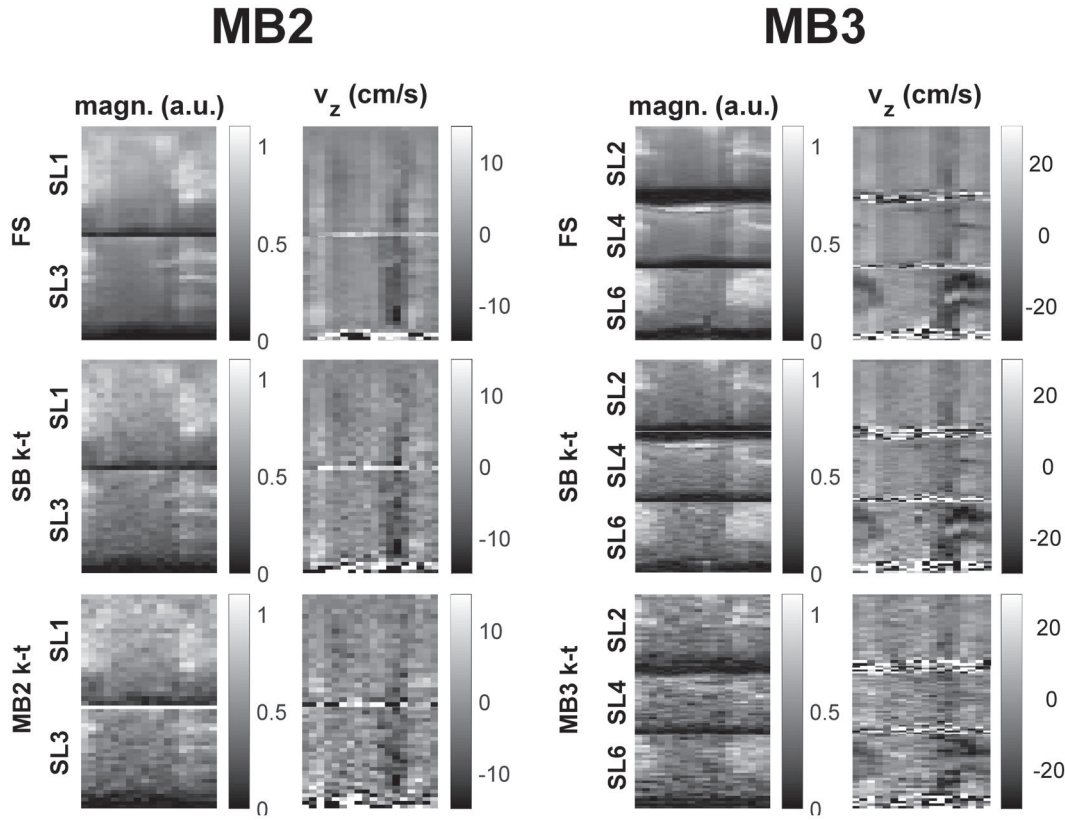 MB2 MB3
magn. (a.u.) v_z (cm/s) magn. (a.u.) v_z (cm/s)
FS SL1 SL3 1 0.5 0 10 0 -10 FS SL2 SL4 SL6 1 0.5 0 20 0 -20
SB k-t SL1 SL3 1 0.5 0 10 0 -10 SB k-t SL2 SL4 SL6 1 0.5 0 20 0 -20
MB2 k-t SL1 SL3 1 0.5 0 10 0 -10 MB3 k-t SL2 SL4 SL6 1 0.5 0 20 0 -20